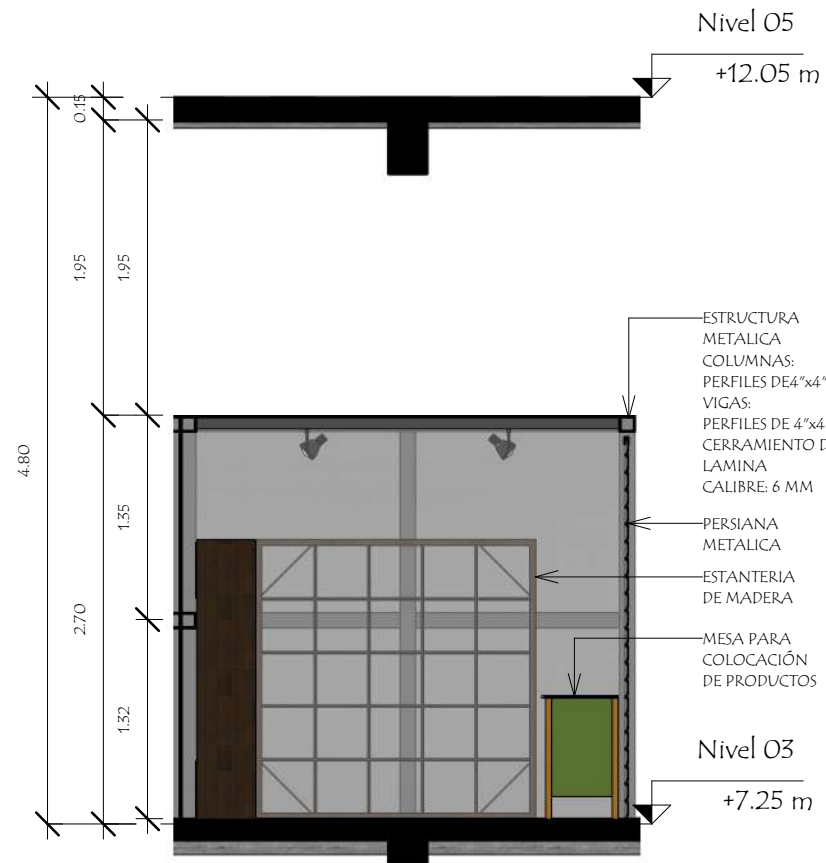 Nivel 05
+12.05 m
0.15
1.95
1.95
4.80
1.35
2.70
1.32
ESTRUCTURA
METALICA
COLUMNAS:
PERFILES DE4"x4"
VIGAS:
PERFILES DE 4"x4
CERRAMIENTO D
LAMINA
CALIBRE: 6 MM
PERSIANA
METALICA
ESTANTERIA
DE MADERA
MESA PARA
COLOCACIÓN
DE PRODUCTOS
Nivel 03
+7.25 m